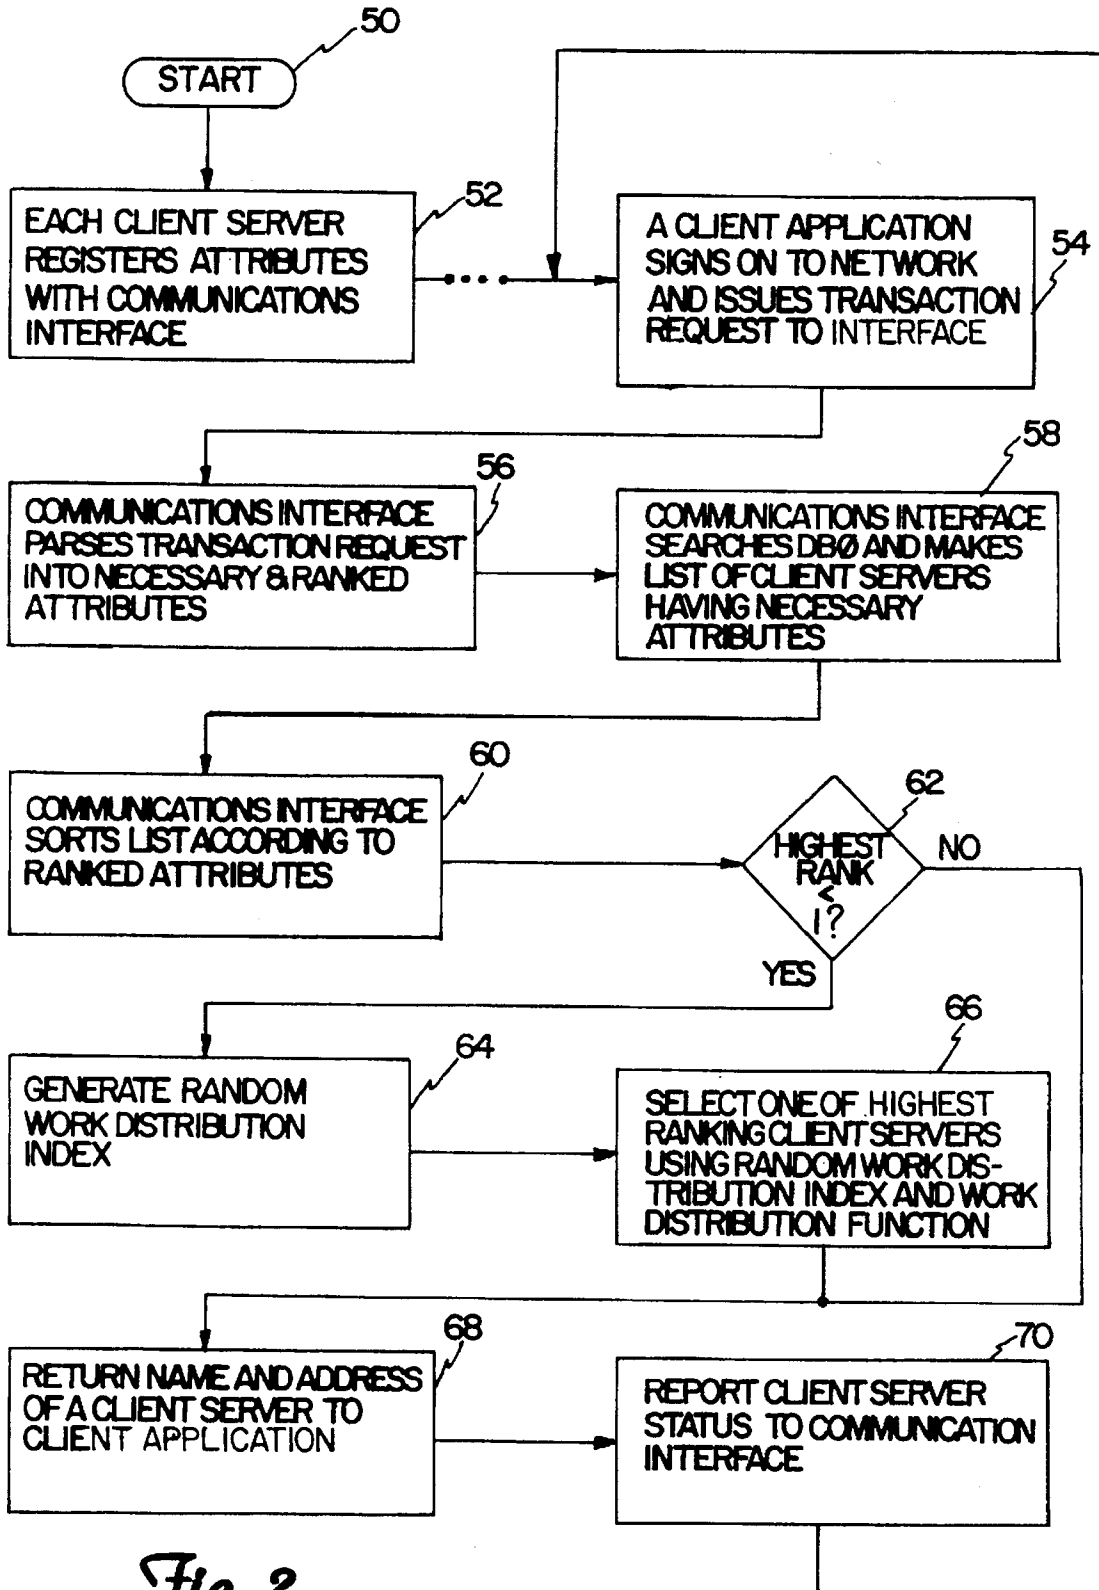 50
START
52
EACH CLIENT SERVER
REGISTERS ATTRIBUTES
WITH COMMUNICATIONS
INTERFACE
54
A CLIENT APPLICATION
SIGNS ON TO NETWORK
AND ISSUES TRANSACTION
REQUEST TO INTERFACE
56
COMMUNICATIONS INTERFACE
PARSES TRANSACTION REQUEST
INTO NECESSARY & RANKED
ATTRIBUTES
58
COMMUNICATIONS INTERFACE
SEARCHES DBØ AND MAKES
LIST OF CLIENT SERVERS
HAVING NECESSARY
ATTRIBUTES
60
COMMUNICATIONS INTERFACE
SORTS LIST ACCORDING TO
RANKED ATTRIBUTES
62
HIGHEST
RANK
<
1?
NO
YES
64
GENERATE RANDOM
WORK DISTRIBUTION
INDEX
66
SELECT ONE OF HIGHEST
RANKING CLIENT SERVERS
USING RANDOM WORK DIS-
TRIBUTION INDEX AND WORK
DISTRIBUTION FUNCTION
68
RETURN NAME AND ADDRESS
OF A CLIENT SERVER TO
CLIENT APPLICATION
70
REPORT CLIENT SERVER
STATUS TO COMMUNICATION
INTERFACE
Fig. 2